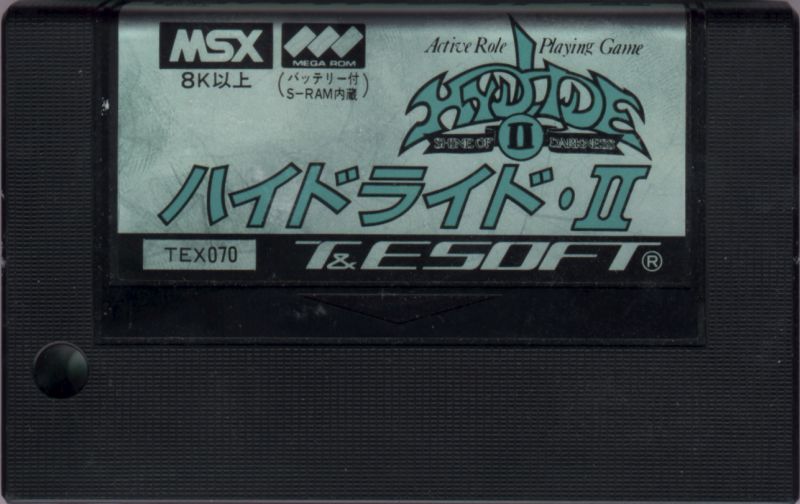 MSX
8K以上
MEGA ROM
(バッテリー付
S-RAM内蔵)
Active Role Playing Game
HYDLIDE
II
SHINE OF DARKNESS
ハイドライド・II
TEX070
T&ESOFT®